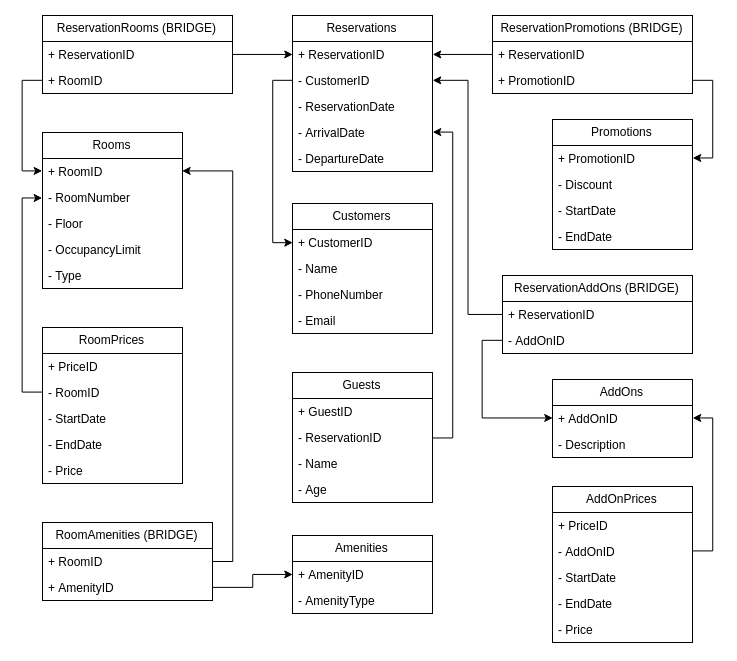 ReservationRooms (BRIDGE)
+ ReservationID
+ RoomID
Rooms
+ RoomID
- RoomNumber
- Floor
- OccupancyLimit
- Type
RoomPrices
+ PriceID
- RoomID
- StartDate
- EndDate
- Price
RoomAmenities (BRIDGE)
+ RoomID
+ AmenityID
Reservations
+ ReservationID
- CustomerID
- ReservationDate
- ArrivalDate
- DepartureDate
Customers
+ CustomerID
- Name
- PhoneNumber
- Email
Guests
+ GuestID
- ReservationID
- Name
- Age
Amenities
+ AmenityID
- AmenityType
ReservationPromotions (BRIDGE)
+ ReservationID
+ PromotionID
Promotions
+ PromotionID
- Discount
- StartDate
- EndDate
ReservationAddOns (BRIDGE)
+ ReservationID
- AddOnID
AddOns
+ AddOnID
- Description
AddOnPrices
+ PriceID
- AddOnID
- StartDate
- EndDate
- Price